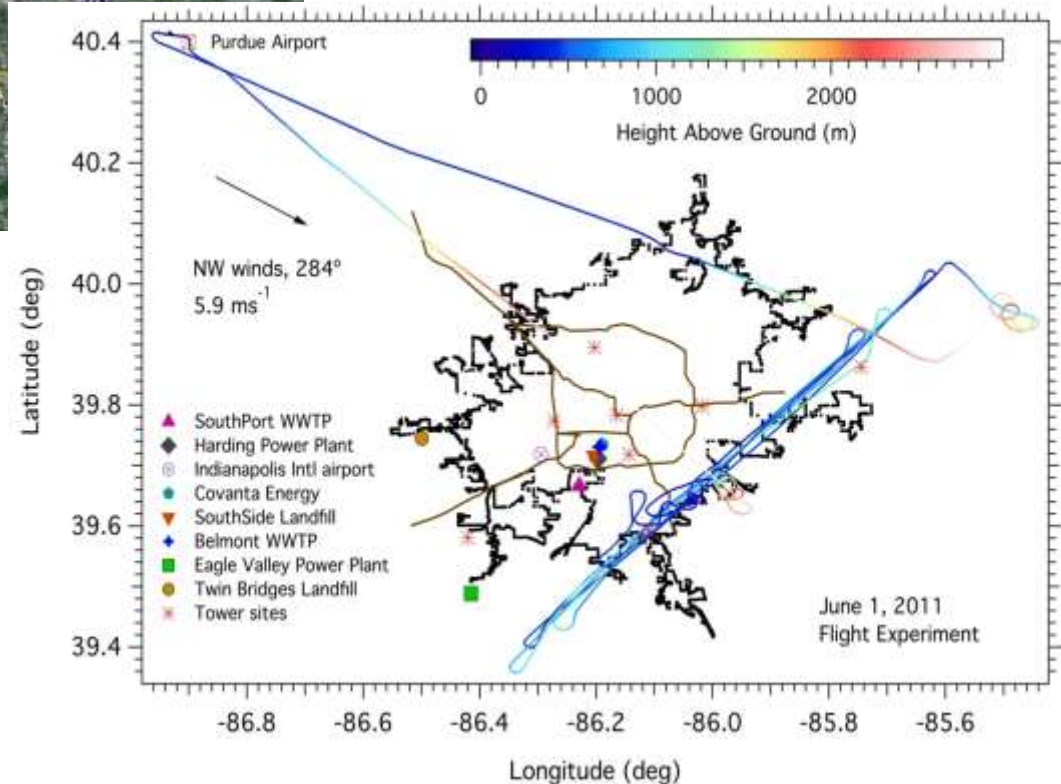 Purdue Airport
0 1000 2000
Height Above Ground (m)
40.4
40.2
40.0
39.8
39.6
39.4
Latitude (deg)
NW winds, 284º
5.9 ms-1
SouthPort WWTP
Harding Power Plant
Indianapolis Intl airport
Covanta Energy
SouthSide Landfill
Belmont WWTP
Eagle Valley Power Plant
Twin Bridges Landfill
Tower sites
June 1, 2011
Flight Experiment
-86.8 -86.6 -86.4 -86.2 -86.0 -85.8 -85.6
Longitude (deg)